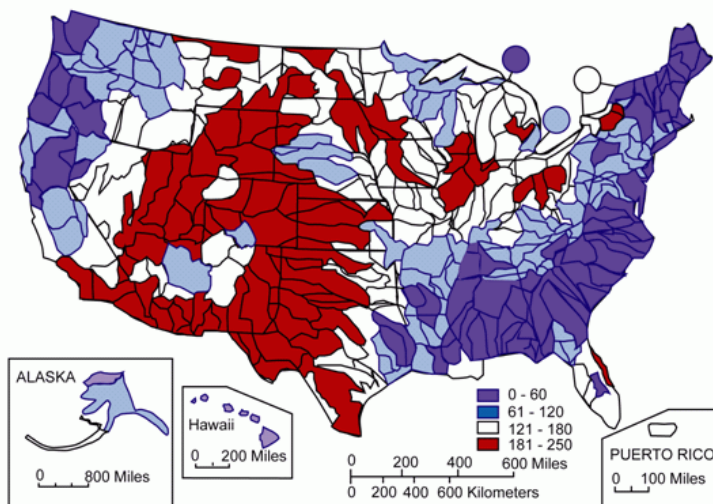 ALASKA
0 800 Miles
Hawaii
0 200 Miles
0 - 60
61 - 120
121 - 180
181 - 250
0 200 400 600 Miles
0 200 400 600 Kilometers
PUERTO RICO
0 100 Miles